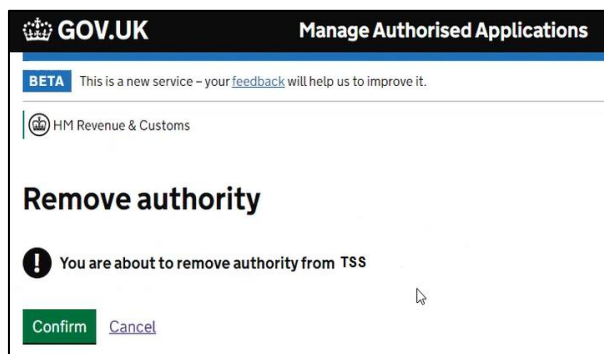 GOV.UK Manage Authorised Applications
BETA This is a new service – your feedback will help us to improve it.
HM Revenue & Customs
Remove authority
! You are about to remove authority from TSS
Confirm Cancel